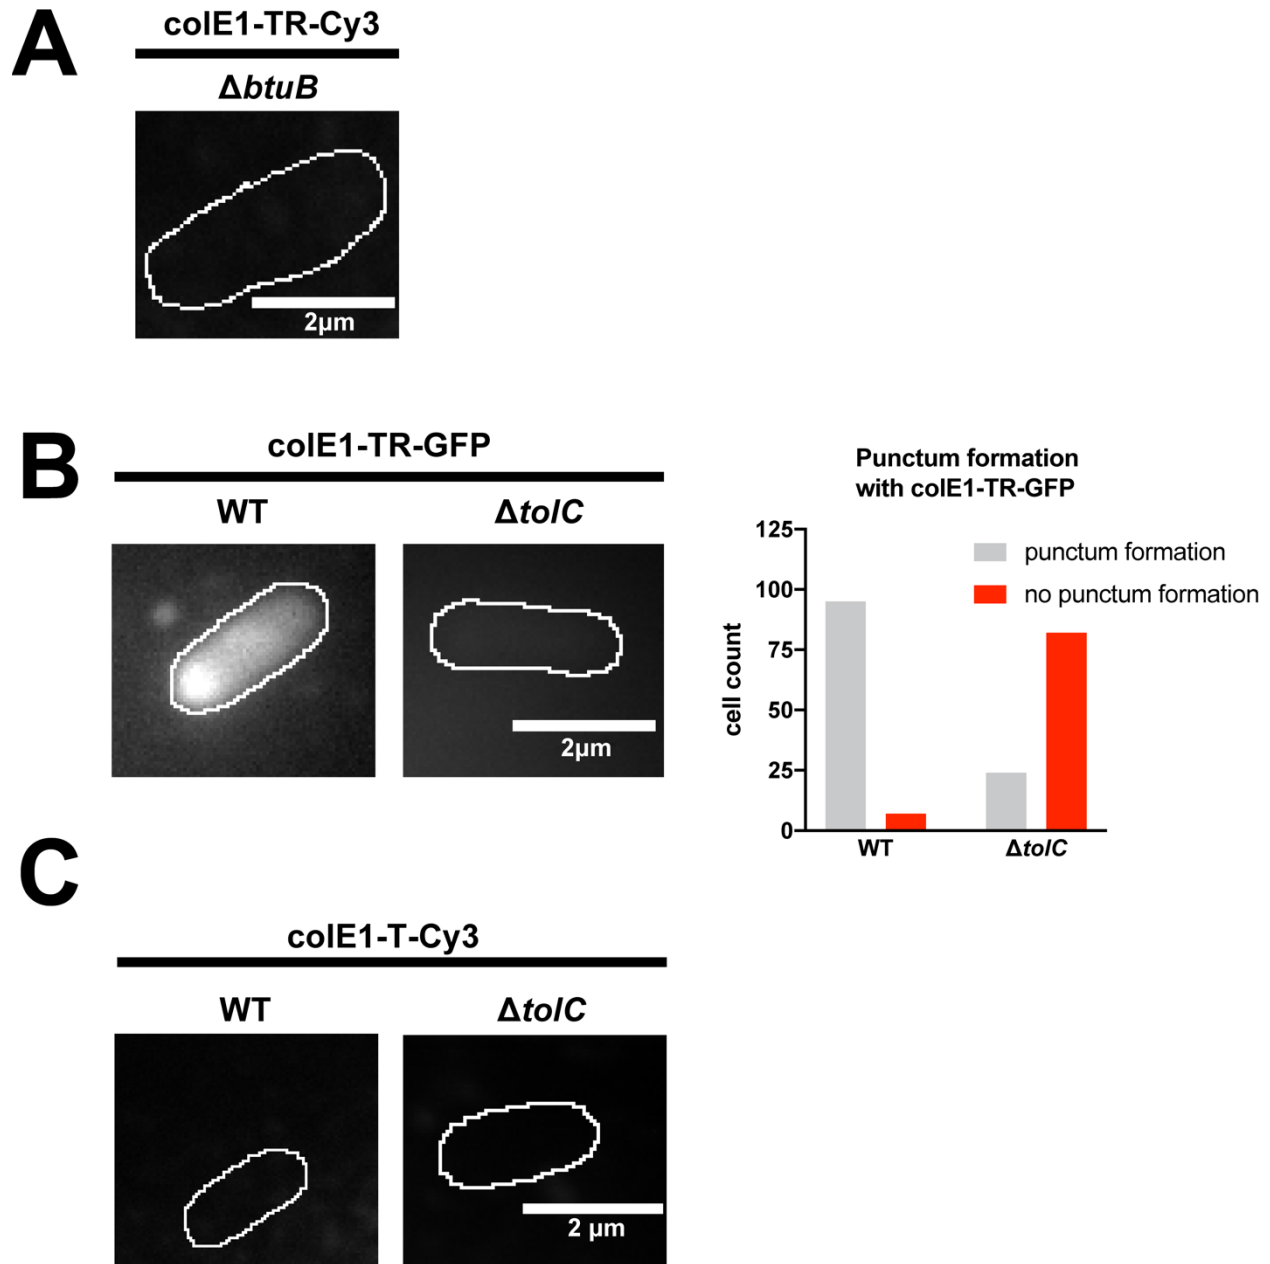 A
colE1-TR-Cy3
ΔbtuB
2µm
B
colE1-TR-GFP
WT
ΔtolC
2µm
Punctum formation
with colE1-TR-GFP
125
100
75
50
25
0
cell count
punctum formation
no punctum formation
WT
ΔtolC
C
colE1-T-Cy3
WT
ΔtolC
2 µm